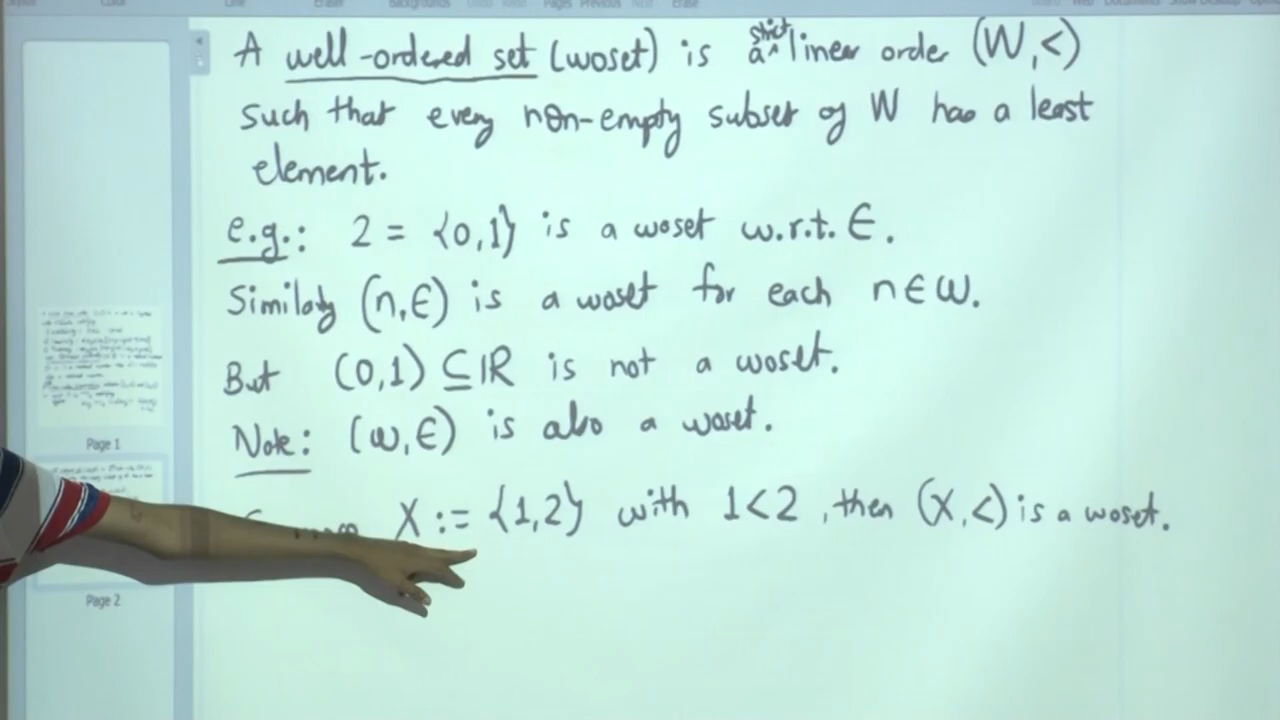 A well-ordered set (woset) is a strict linear order (W,<)
such that every non-empty subset of W has a least
element.
e.g.: 2 = {0,1} is a woset w.r.t. ∈.
Similarly (n,∈) is a woset for each n∈ω.
But (0,1) ⊆ ℝ is not a woset.
Note: (ω,∈) is also a woset.
X := {1,2} with 1<2, then (X,<) is a woset.
Page 1
Page 2